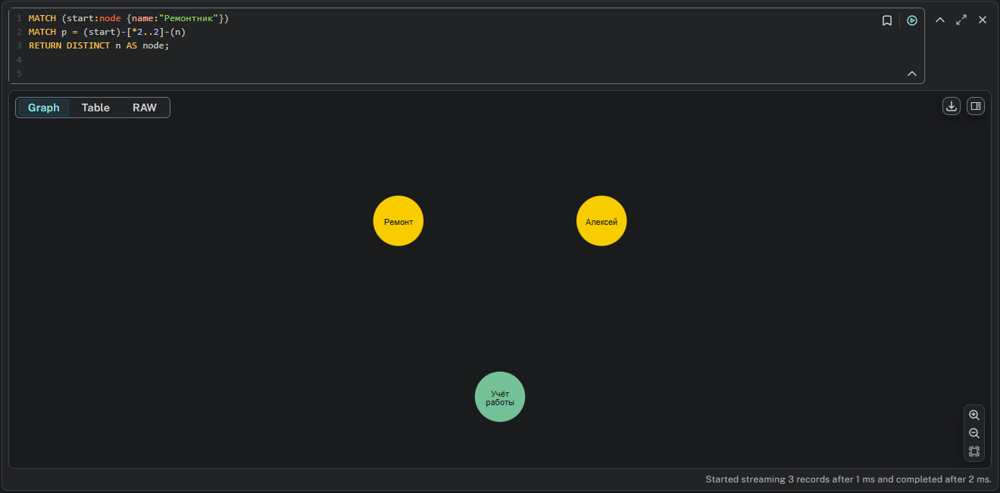 1 MATCH (start:node {name:"Ремонтник"})
2 MATCH p = (start)-[*2..2]-(n)
3 RETURN DISTINCT n AS node;
4
5
Graph Table RAW
Ремонт
Алексей
Учёт
работы
Started streaming 3 records after 1 ms and completed after 2 ms.